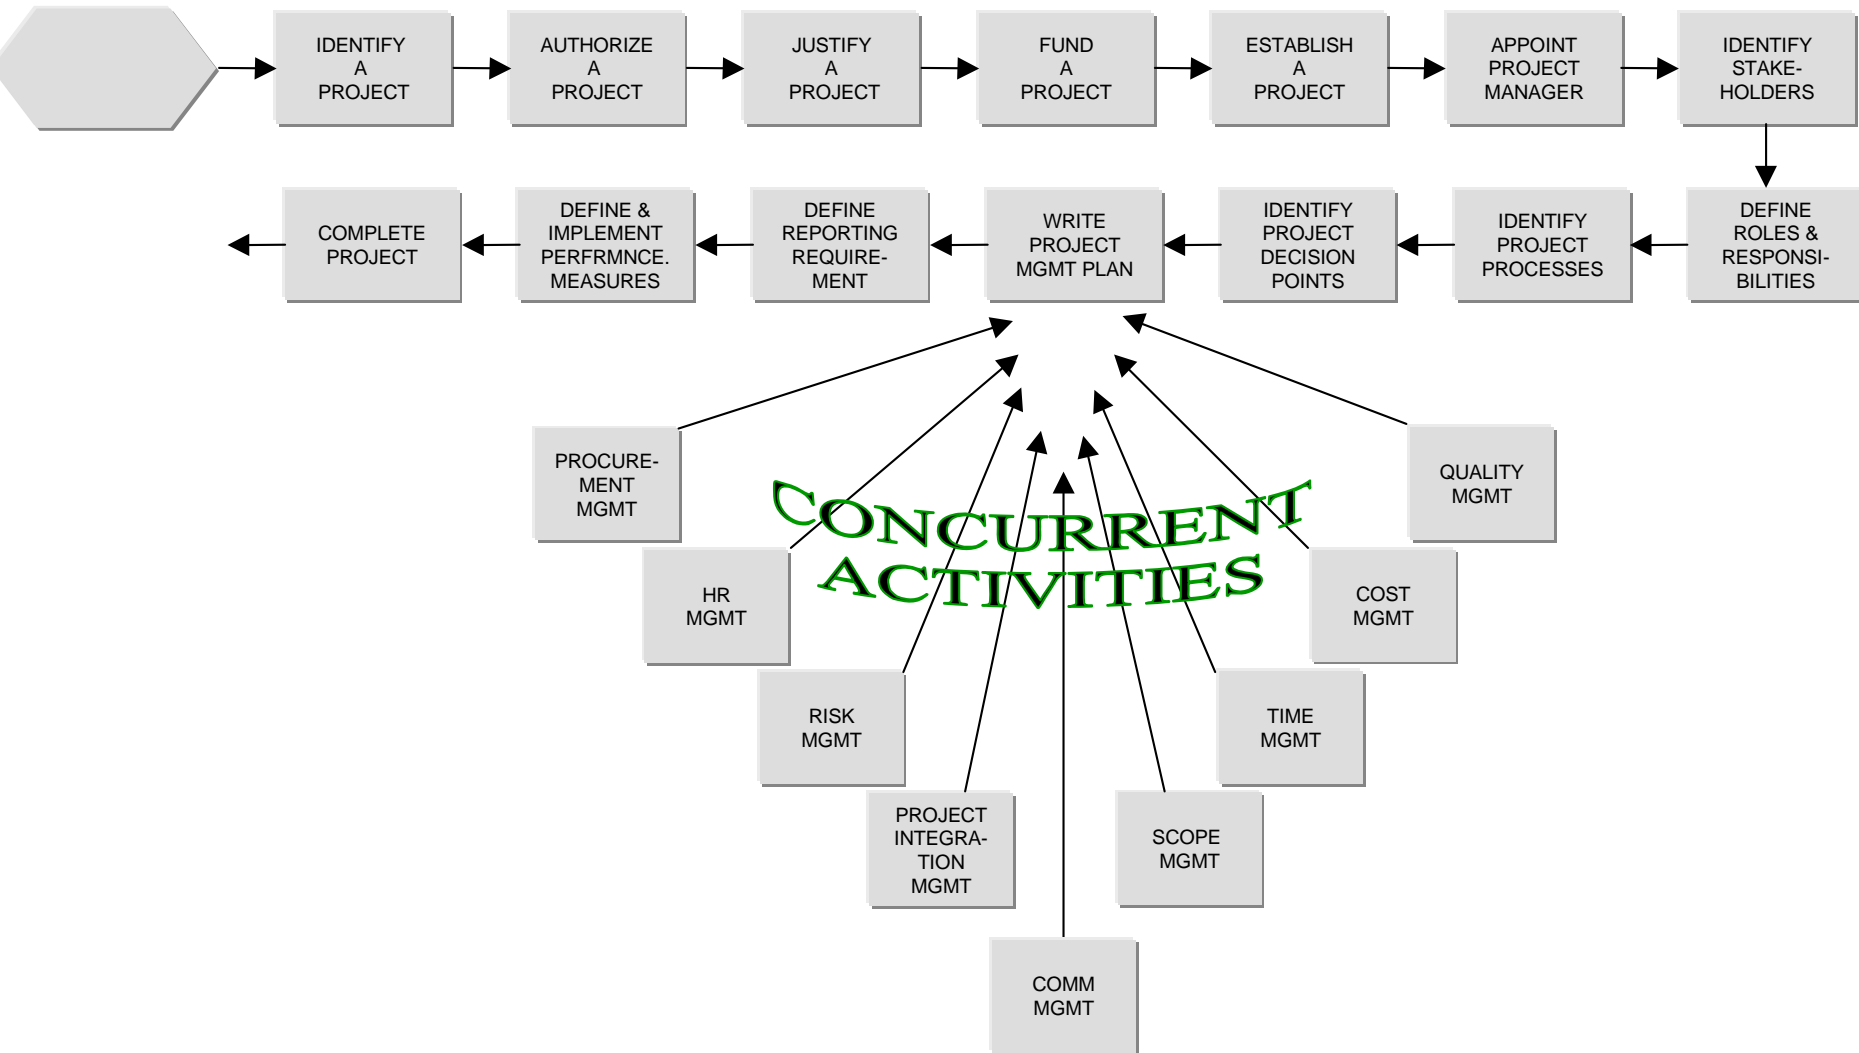 IDENTIFY
A
PROJECT
AUTHORIZE
A
PROJECT
JUSTIFY
A
PROJECT
FUND
A
PROJECT
ESTABLISH
A
PROJECT
APPOINT
PROJECT
MANAGER
IDENTIFY
STAKE-
HOLDERS
COMPLETE
PROJECT
DEFINE &
IMPLEMENT
PERFRMNCE.
MEASURES
DEFINE
REPORTING
REQUIRE-
MENT
WRITE
PROJECT
MGMT PLAN
IDENTIFY
PROJECT
DECISION
POINTS
IDENTIFY
PROJECT
PROCESSES
DEFINE
ROLES &
RESPONSI-
BILITIES
PROCURE-
MENT
MGMT
QUALITY
MGMT
CONCURRENT
ACTIVITIES
HR
MGMT
COST
MGMT
RISK
MGMT
TIME
MGMT
PROJECT
INTEGRA-
TION
MGMT
SCOPE
MGMT
COMM
MGMT